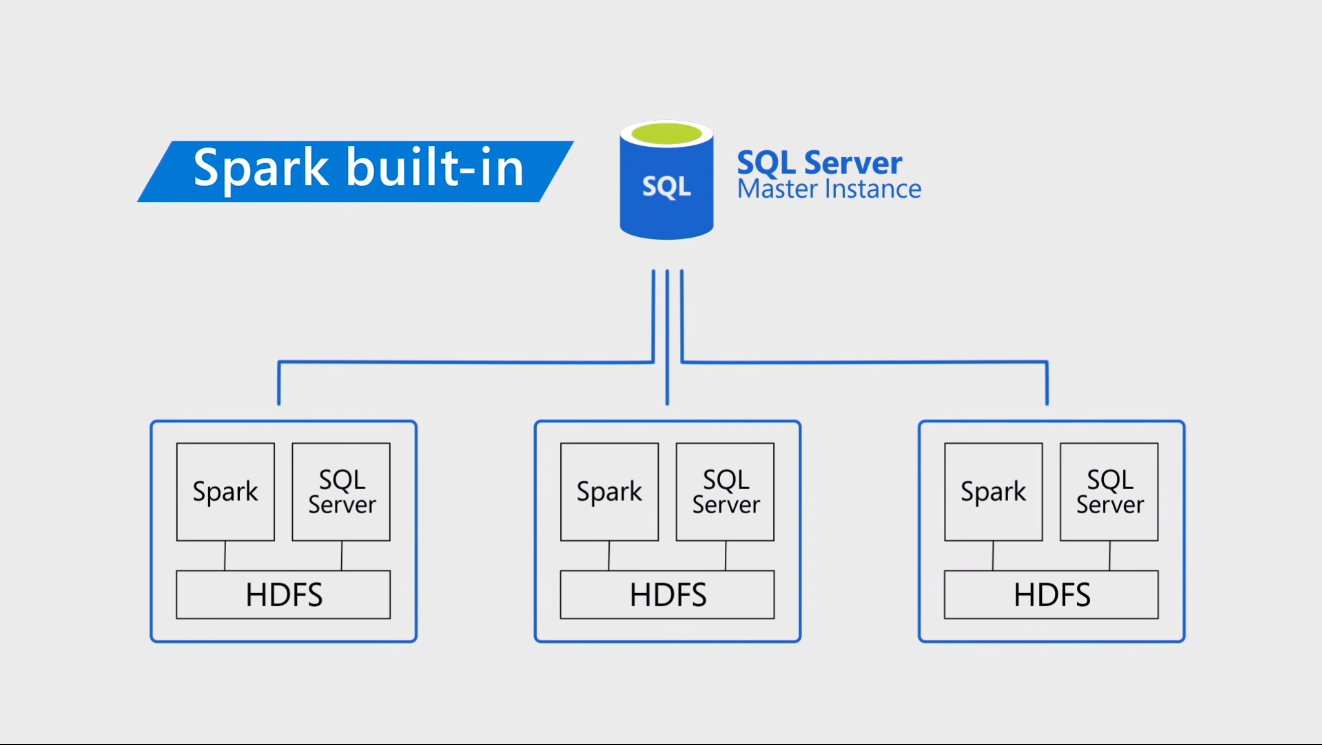 Spark built-in
SQL
SQL Server
Master Instance
Spark
SQL
Server
HDFS
Spark
SQL
Server
HDFS
Spark
SQL
Server
HDFS